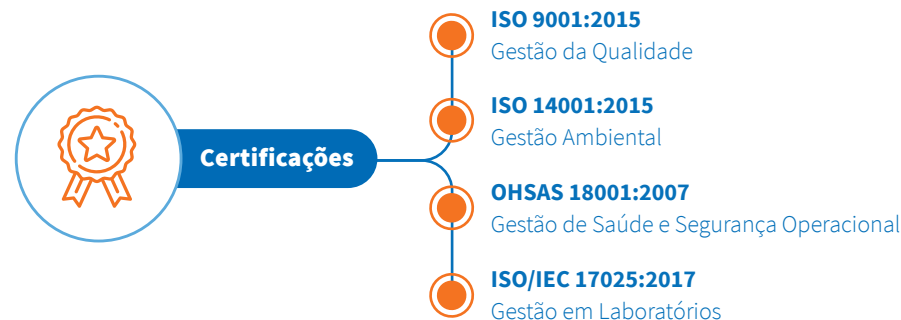 Certificações
ISO 9001:2015
Gestão da Qualidade
ISO 14001:2015
Gestão Ambiental
OHSAS 18001:2007
Gestão de Saúde e Segurança Operacional
ISO/IEC 17025:2017
Gestão em Laboratórios